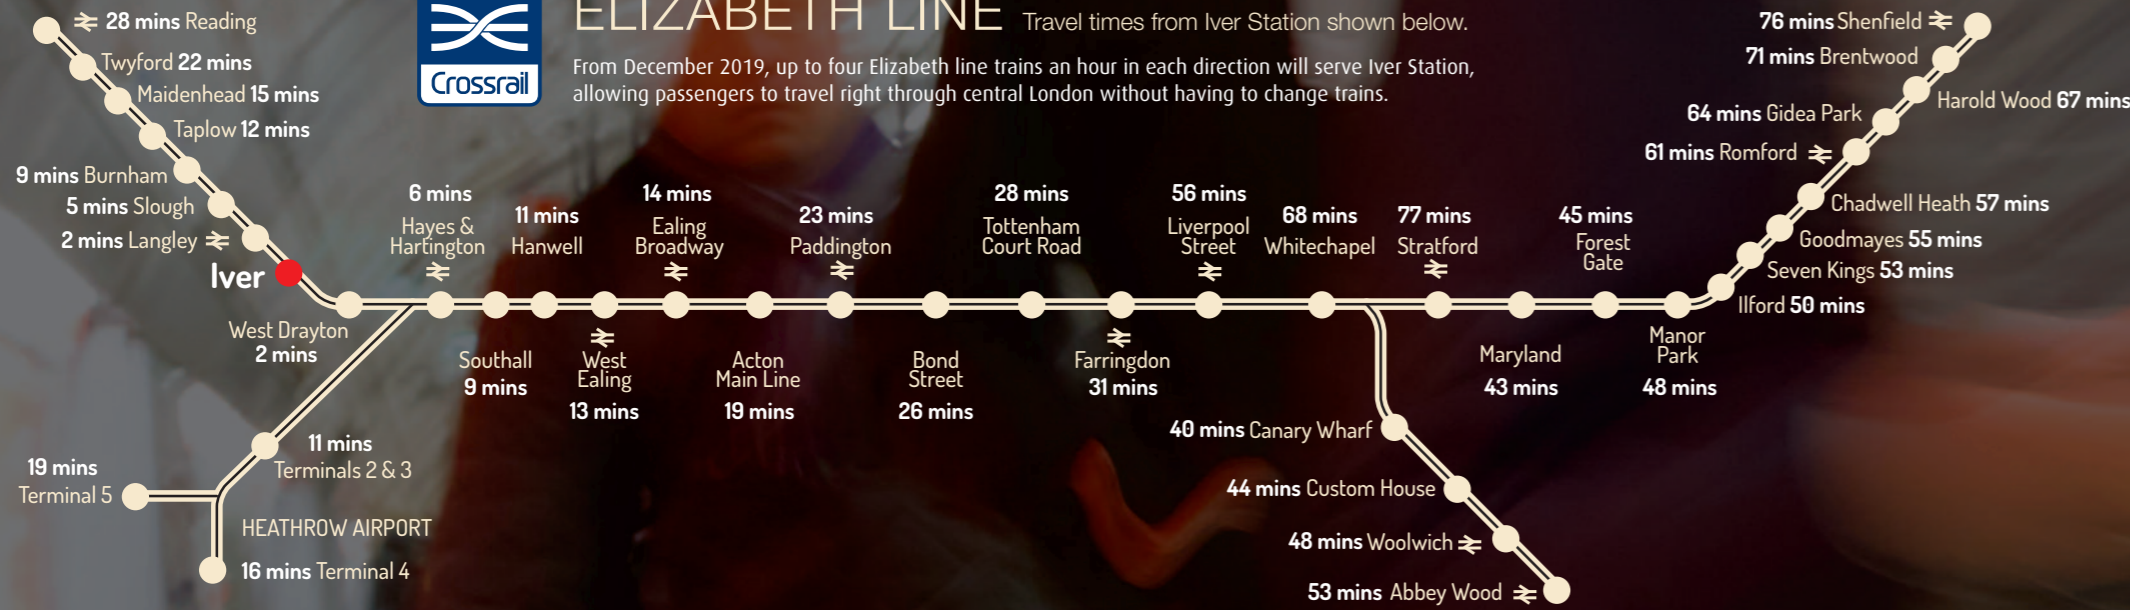 ELIZABETH LINE Travel times from Iver Station shown below.
Crossrail
From December 2019, up to four Elizabeth line trains an hour in each direction will serve Iver Station,
allowing passengers to travel right through central London without having to change trains.
28 mins Reading
Twyford 22 mins
Maidenhead 15 mins
Taplow 12 mins
9 mins Burnham
5 mins Slough
2 mins Langley
Iver
West Drayton
2 mins
11 mins
Terminals 2 & 3
19 mins
Terminal 5
HEATHROW AIRPORT
16 mins Terminal 4
6 mins
Hayes &
Hartington
Southall
9 mins
11 mins
Hanwell
West
Ealing
13 mins
14 mins
Ealing
Broadway
Acton
Main Line
19 mins
23 mins
Paddington
Bond
Street
26 mins
28 mins
Tottenham
Court Road
Farringdon
31 mins
56 mins
Liverpool
Street
68 mins
Whitechapel
77 mins
Stratford
Maryland
43 mins
45 mins
Forest
Gate
Manor
Park
48 mins
Ilford 50 mins
Seven Kings 53 mins
Goodmayes 55 mins
Chadwell Heath 57 mins
61 mins Romford
64 mins Gidea Park
Harold Wood 67 mins
71 mins Brentwood
76 mins Shenfield
40 mins Canary Wharf
44 mins Custom House
48 mins Woolwich
53 mins Abbey Wood